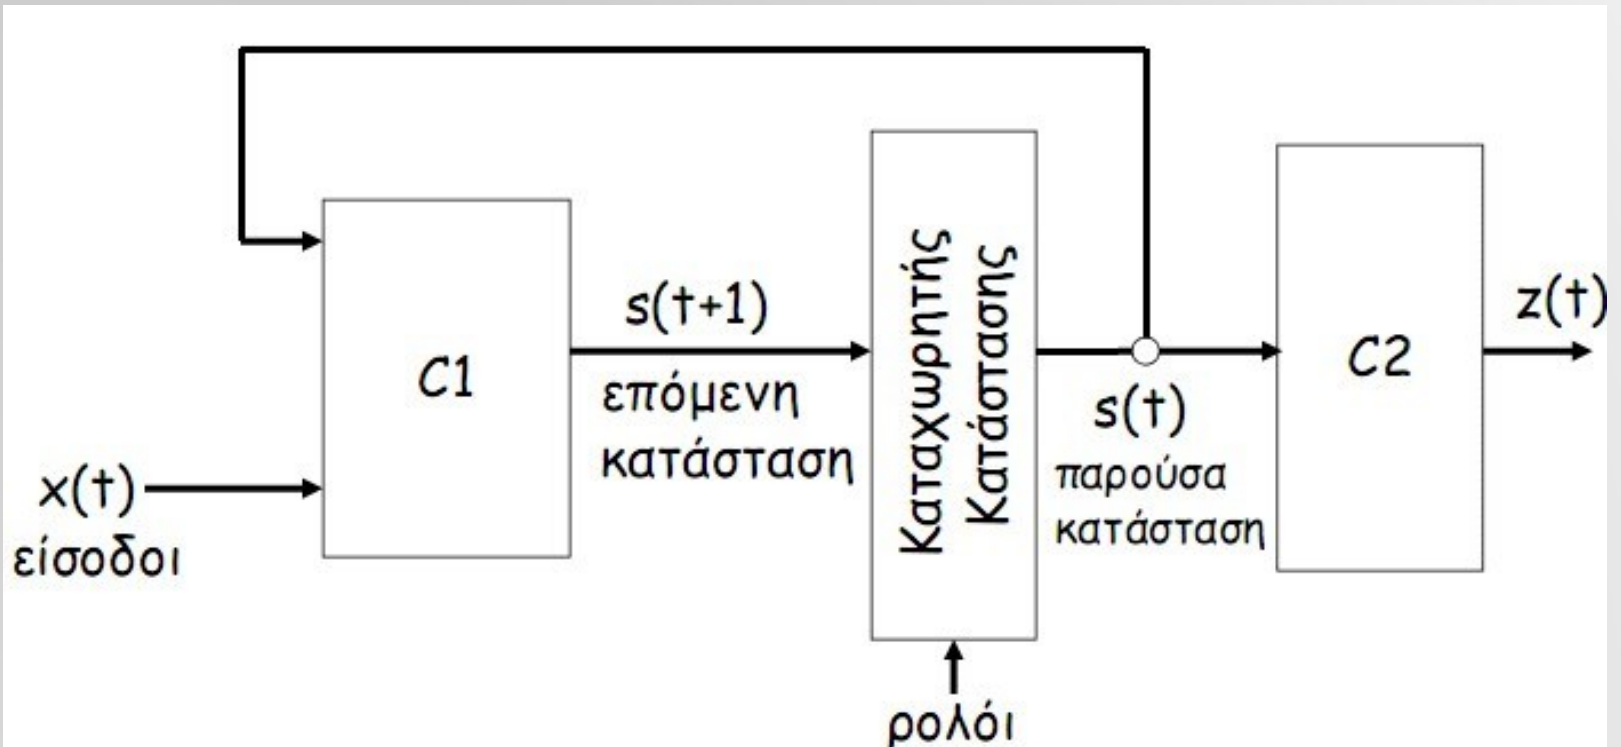 x(t)
είσοδοι
C1
s(t+1)
επόμενη
κατάσταση
Καταχωρητής
Κατάστασης
ρολόι
s(t)
παρούσα
κατάσταση
C2
z(t)